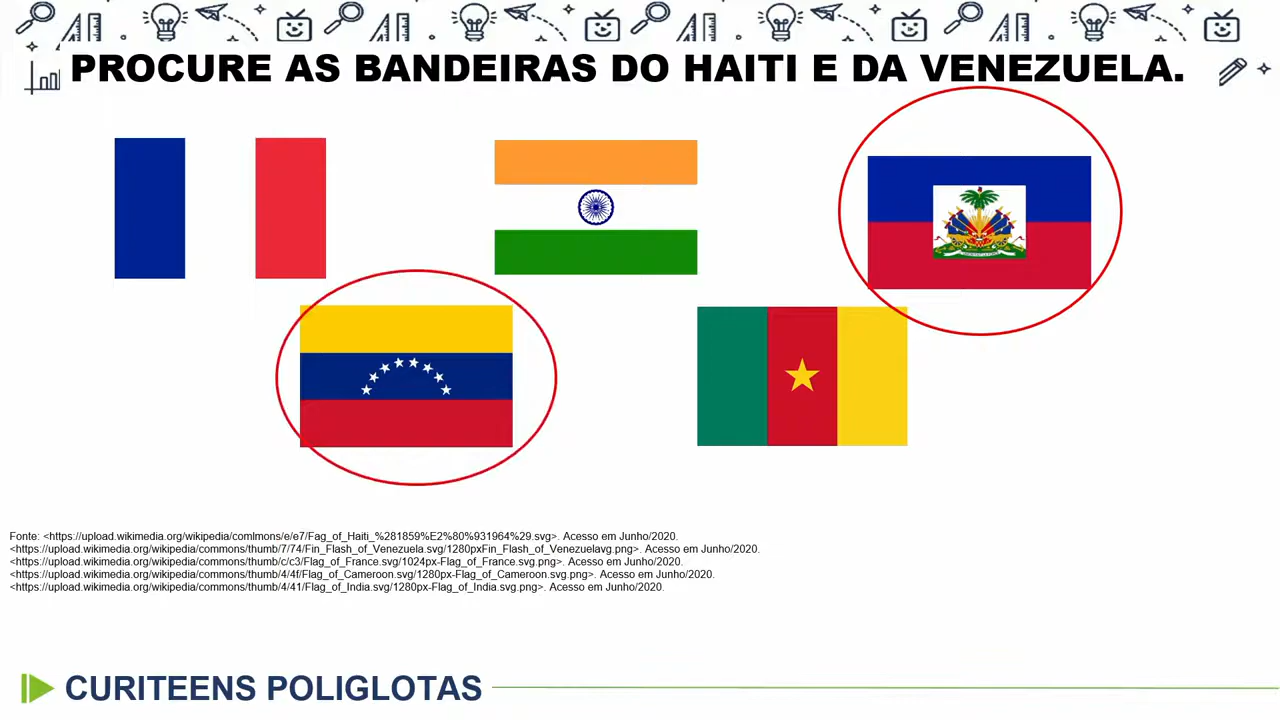 PROCURE AS BANDEIRAS DO HAITI E DA VENEZUELA.
Fonte: <https://upload.wikimedia.org/wikipedia/comlmons/e/e7/Fag_of_Haiti_%281859%E2%80%931964%29.svg>. Acesso em Junho/2020.
<https://upload.wikimedia.org/wikipedia/commons/thumb/7/74/Fin_Flash_of_Venezuela.svg/1280pxFin_Flash_of_Venezuelavg.png>. Acesso em Junho/2020.
<https://upload.wikimedia.org/wikipedia/commons/thumb/c/c3/Flag_of_France.svg/1024px-Flag_of_France.svg.png>. Acesso em Junho/2020.
<https://upload.wikimedia.org/wikipedia/commons/thumb/4/4f/Flag_of_Cameroon.svg/1280px-Flag_of_Cameroon.svg.png>. Acesso em Junho/2020.
<https://upload.wikimedia.org/wikipedia/commons/thumb/4/41/Flag_of_India.svg/1280px-Flag_of_India.svg.png>. Acesso em Junho/2020.
CURITEENS POLIGLOTAS